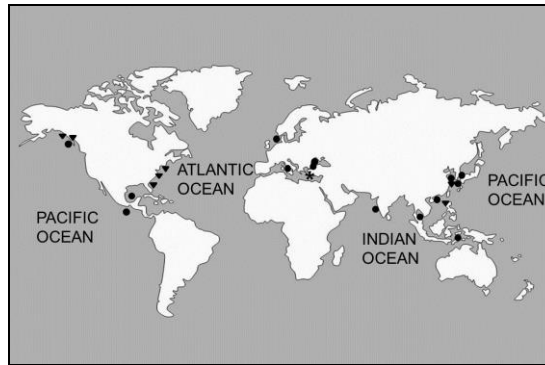 ATLANTIC
OCEAN
PACIFIC
OCEAN
PACIFIC
OCEAN
INDIAN
OCEAN